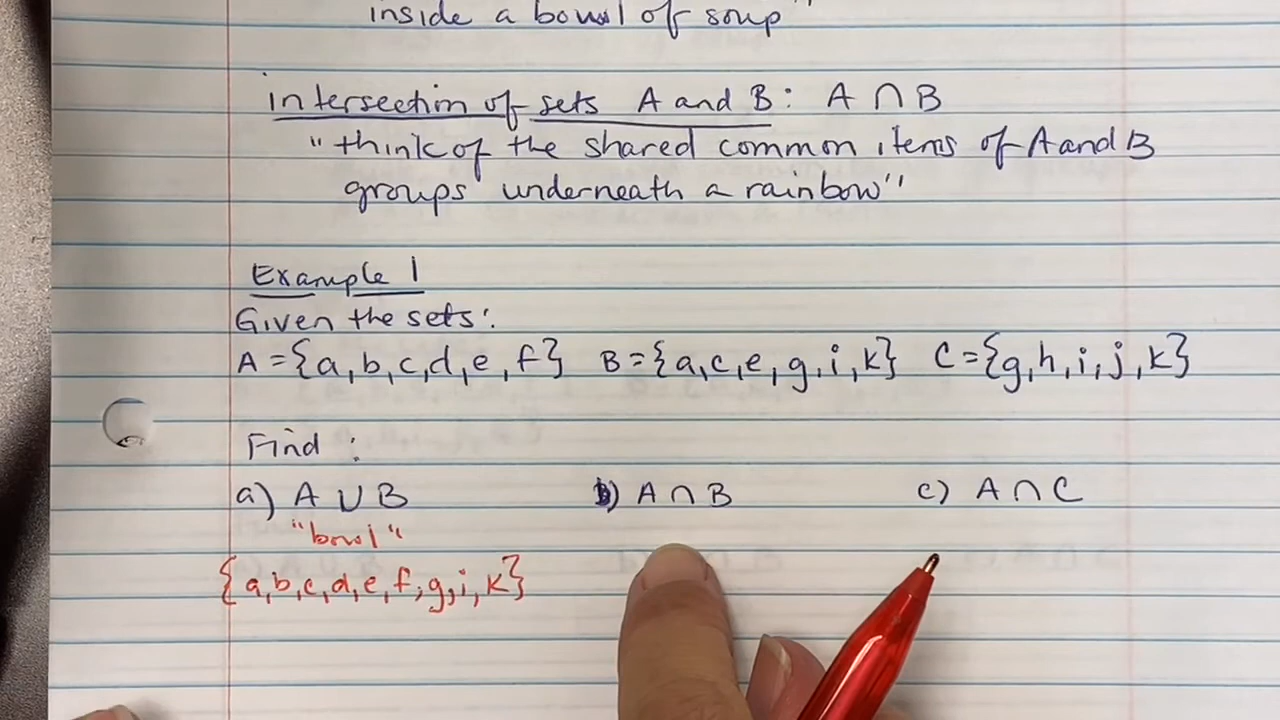 inside a bowl of soup"
intersection of sets A and B: A ∩ B
"think of the shared common items of A and B
groups underneath a rainbow"
Example 1
Given the sets:
A = {a, b, c, d, e, f} B = {a, c, e, g, i, k} C = {g, h, i, j, k}
Find:
a) A ∪ B b) A ∩ B c) A ∩ C
"bowl"
{a, b, c, d, e, f, g, i, k}